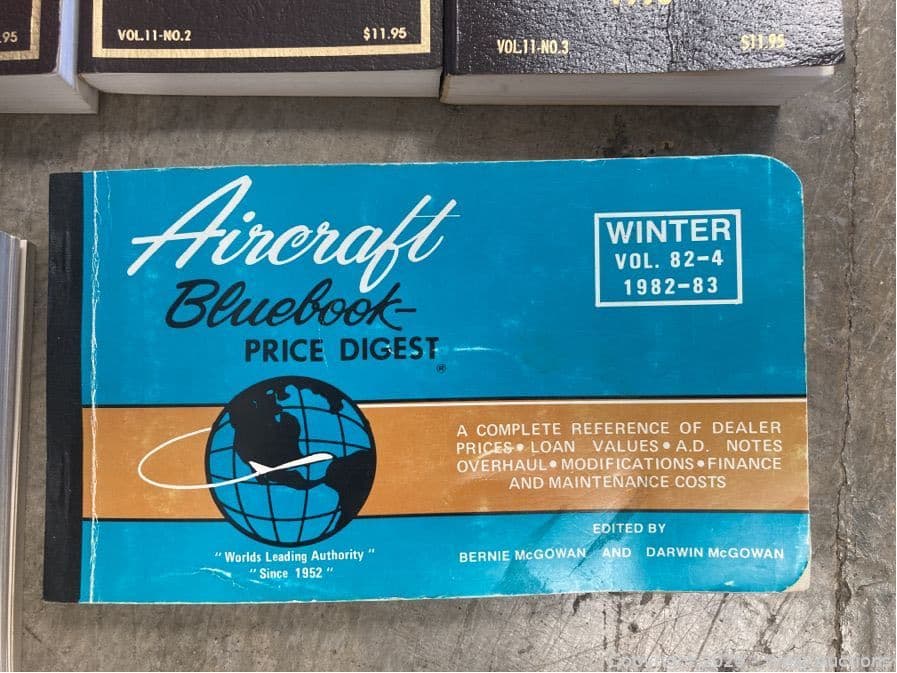 .95
VOL.11-NO.2
$11.95
VOL.11-NO.3
$11.95
Aircraft
Bluebook-
PRICE DIGEST
®
WINTER
VOL. 82-4
1982-83
A COMPLETE REFERENCE OF DEALER
PRICES • LOAN VALUES • A.D. NOTES
OVERHAUL • MODIFICATIONS • FINANCE
AND MAINTENANCE COSTS
EDITED BY
BERNIE McGOWAN AND DARWIN McGOWAN
" Worlds Leading Authority "
" Since 1952 "